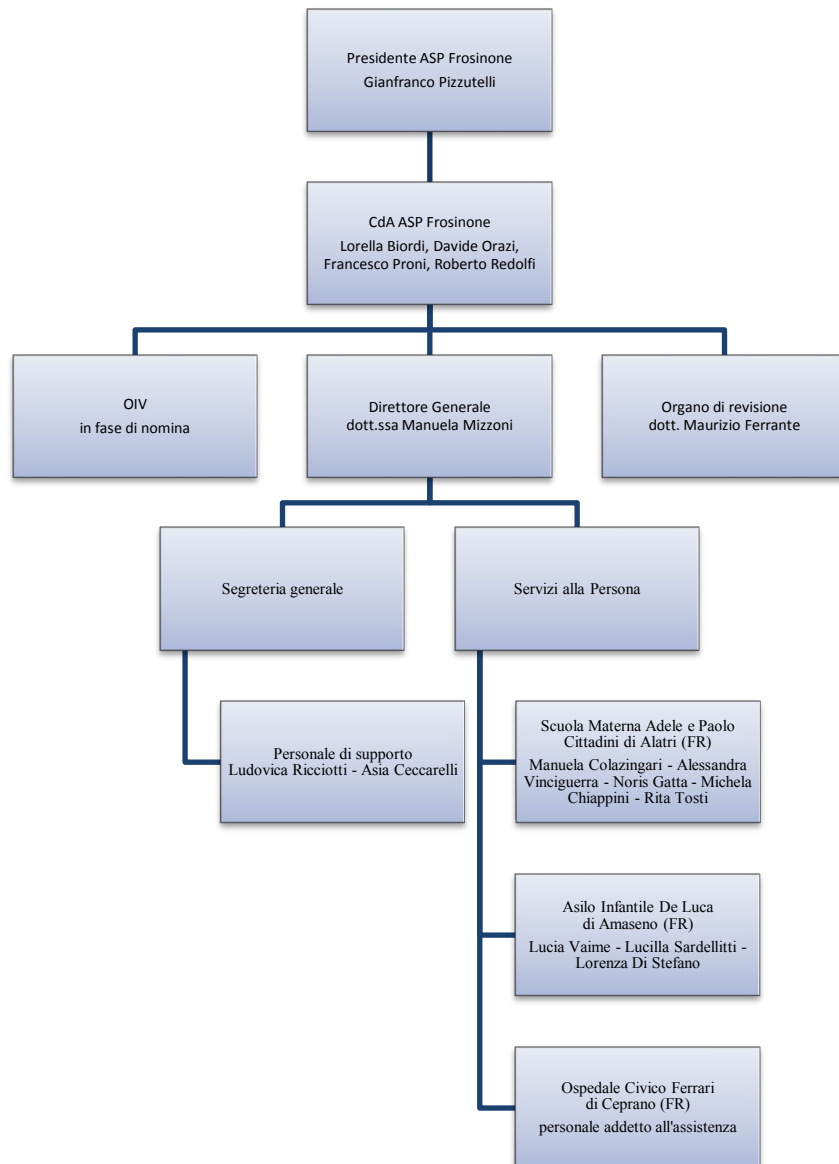 Presidente ASP Frosinone
Gianfranco Pizzutelli
CdA ASP Frosinone
Lorella Biordi, Davide Orazi,
Francesco Proni, Roberto Redolfi
OIV
in fase di nomina
Direttore Generale
dott.ssa Manuela Mizzoni
Organo di revisione
dott. Maurizio Ferrante
Segreteria generale
Servizi alla Persona
Personale di supporto
Ludovica Ricciotti - Asia Ceccarelli
Scuola Materna Adele e Paolo
Cittadini di Alatri (FR)
Manuela Colazingari - Alessandra
Vinciguerra - Noris Gatta - Michela
Chiappini - Rita Tosti
Asilo Infantile De Luca
di Amaseno (FR)
Lucia Vaime - Lucilla Sardellitti -
Lorenza Di Stefano
Ospedale Civico Ferrari
di Ceprano (FR)
personale addetto all'assistenza